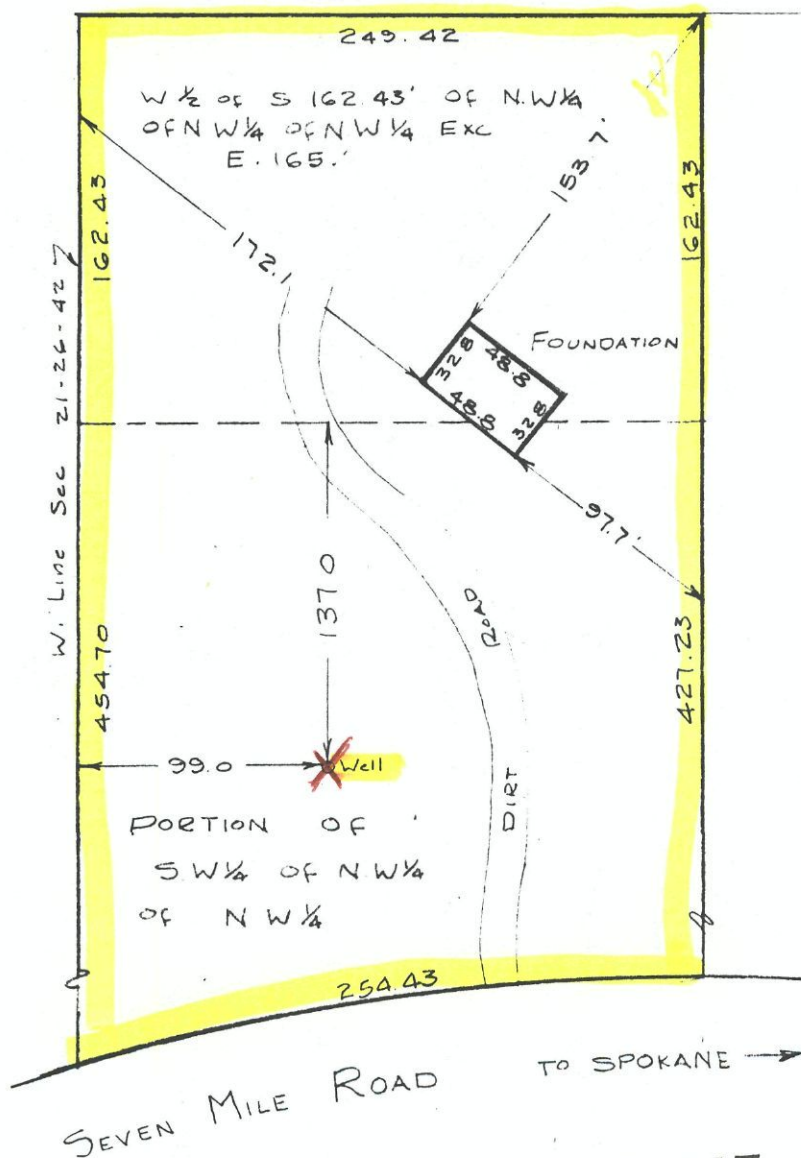 249.42
W ½ OF S 162.43' OF N.W¼
OF N W¼ OF NW¼ EXC
E. 165.'
153.7'
162.43
162.43
172.1
W. Line Sec 21-26-42
FOUNDATION
32 8
48.8
48.8
32 8
97.7'
1370
ROAD
454.70
427.23
99.0
Well
PORTION OF
S W¼ OF N W¼
OF N W¼
DIRT
254.43
SEVEN MILE ROAD
TO SPOKANE